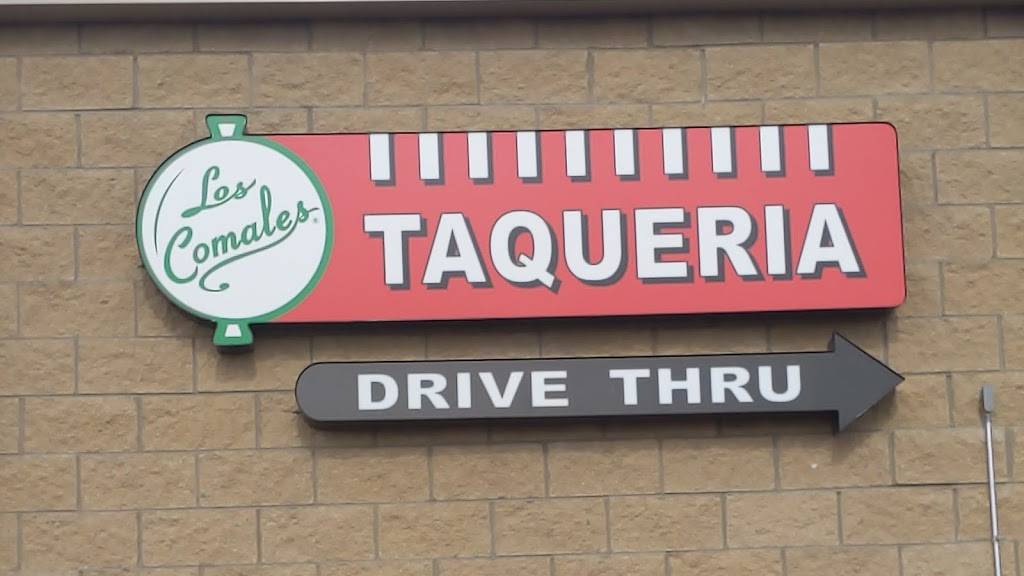 Los
Comales®
TAQUERIA
DRIVE THRU